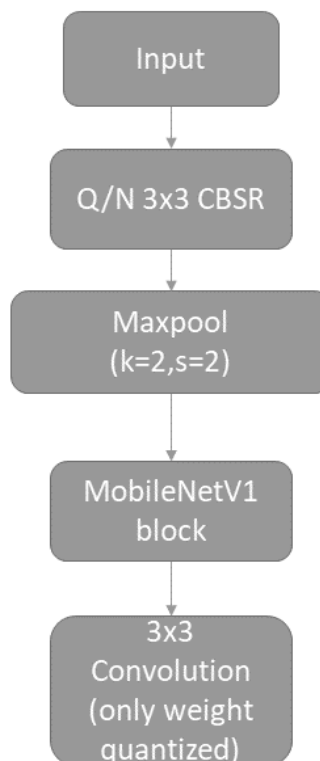 Input
Q/N 3x3 CBSR
Maxpool
(k=2,s=2)
MobileNetV1
block
3x3
Convolution
(only weight
quantized)